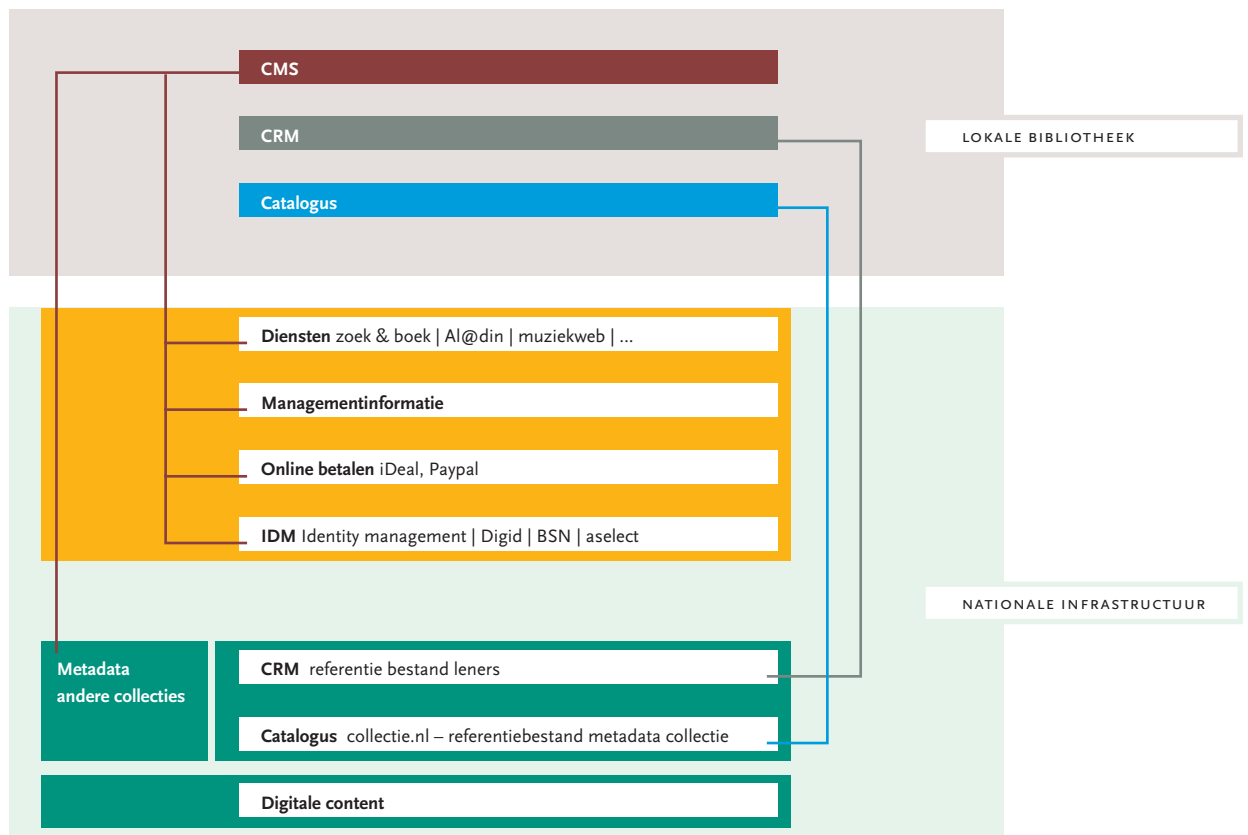 CMS
CRM
LOKALE BIBLIOTHEEK
Catalogus
Diensten zoek & boek | Al@din | muziekweb | ...
Managementinformatie
Online betalen iDeal, Paypal
IDM Identity management | Digid | BSN | aselect
NATIONALE INFRASTRUCTUUR
Metadata
andere collecties
CRM referentie bestand leners
Catalogus collectie.nl – referentiebestand metadata collectie
Digitale content